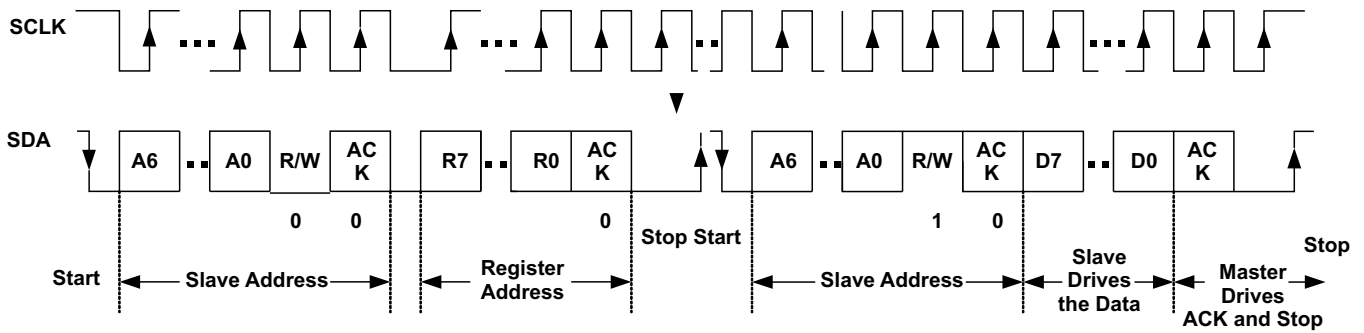 SCLK
SDA
A6 A0 R/W AC
K R7 R0 AC
K A6 A0 R/W AC
K D7 D0 AC
K
0 0 0 1 0
Stop Start
Stop
Start
Slave Address
Register
Address
Slave Address
Slave
Drives
the Data
Master
Drives
ACK and Stop